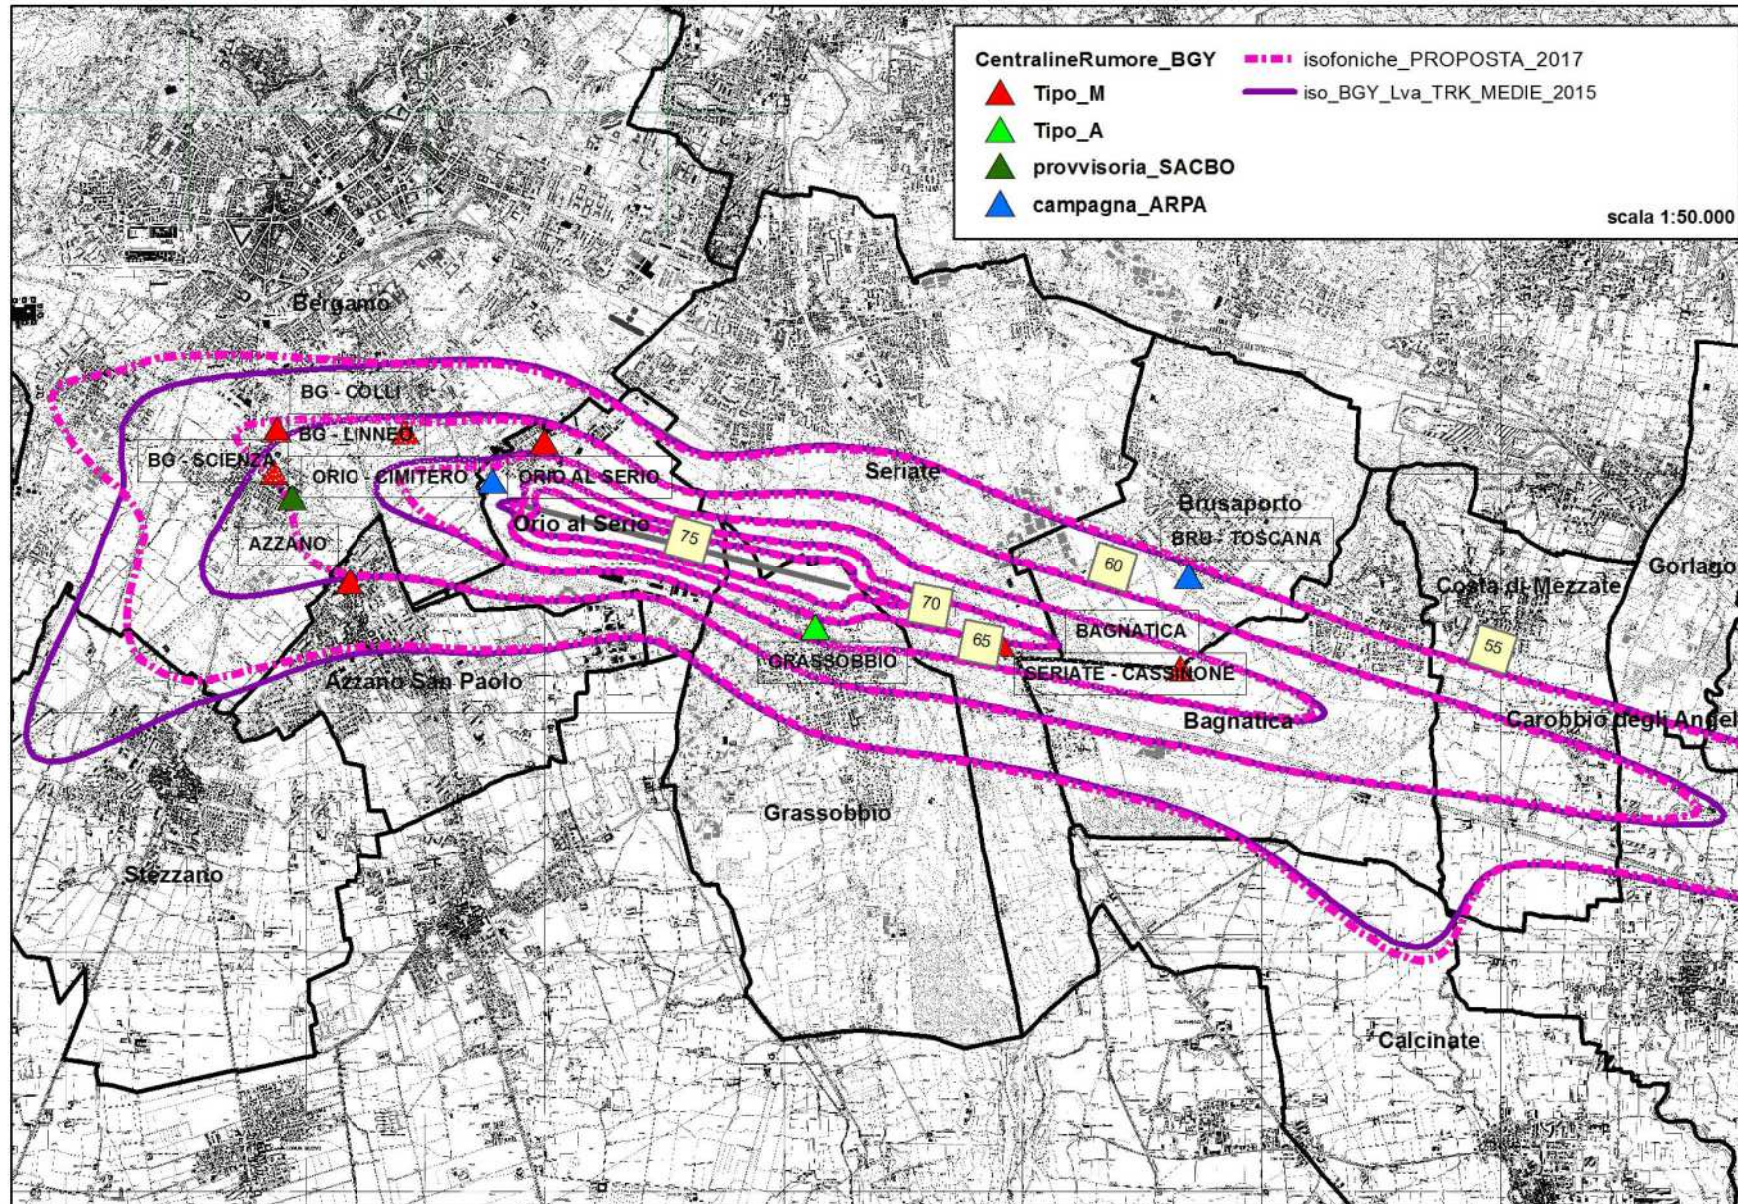 CentralineRumore_BGY
Tipo_M
Tipo_A
provvisoria_SACBO
campagna_ARPA
isofoniche_PROPOSTA_2017
iso_BGY_Lva_TRK_MEDIE_2015
scala 1:50.000
Bergamo
BG - COLLI
BG - LINNEO
BG - SCIENZA
ORIO - CIMITERO
ORIO AL SERIO
Seriate
Brusaporto
Orio al Serio
75
BRU - TOSCANA
AZZANO
60
Gorlago
Costa di Mezzate
70
BAGNATICA
65
55
GRASSOBBIO
SERIATE - CASSINONE
Azzano San Paolo
Bagnatica
Carobbio degli Angel
Grassobbio
Stezzano
Calcinate